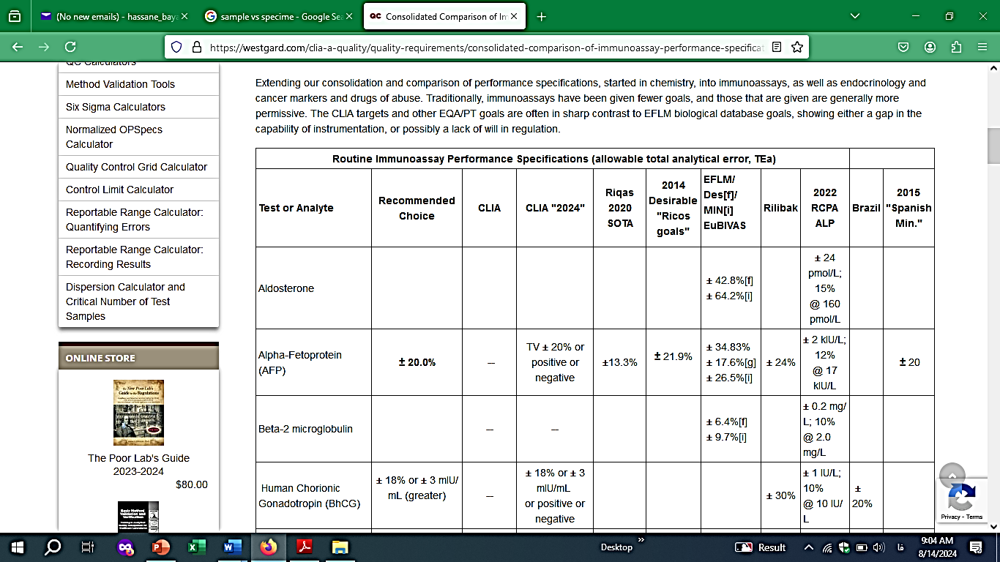 (No new emails) - hassane_bay
sample vs specime - Google Sea
QC Consolidated Comparison of Im
https://westgard.com/clia-a-quality/quality-requirements/consolidated-comparison-of-immunoassay-performance-specificat
QC Calculators
Method Validation Tools
Six Sigma Calculators
Normalized OPSpecs
Calculator
Quality Control Grid Calculator
Control Limit Calculator
Reportable Range Calculator:
Quantifying Errors
Reportable Range Calculator:
Recording Results
Dispersion Calculator and
Critical Number of Test
Samples
ONLINE STORE
The New Poor Lab's
Guide to the Regulations
The Poor Lab's Guide
2023-2024
$80.00
Basic Method
Validation and
Verification
Extending our consolidation and comparison of performance specifications, started in chemistry, into immunoassays, as well as endocrinology and
cancer markers and drugs of abuse. Traditionally, immunoassays have been given fewer goals, and those that are given are generally more
permissive. The CLIA targets and other EQA/PT goals are often in sharp contrast to EFLM biological database goals, showing either a gap in the
capability of instrumentation, or possibly a lack of will in regulation.
Routine Immunoassay Performance Specifications (allowable total analytical error, TEa)
Test or Analyte
Recommended
Choice
CLIA
CLIA "2024"
Riqas
2020
SOTA
2014
Desirable
"Ricos
goals"
EFLM/
Des[f]/
MIN[i]
EuBIVAS
Rilibak
2022
RCPA
ALP
Brazil
2015
"Spanish
Min."
Aldosterone
± 42.8%[f]
± 64.2%[i]
± 24
pmol/L;
15%
@ 160
pmol/L
Alpha-Fetoprotein
(AFP)
± 20.0%
--
TV ± 20% or
positive or
negative
±13.3%
± 21.9%
± 34.83%
± 17.6%[g]
± 26.5%[i]
± 24%
± 2 kIU/L;
12%
@ 17
kIU/L
± 20
Beta-2 microglobulin
--
--
± 6.4%[f]
± 9.7%[i]
± 0.2 mg/
L; 10%
@ 2.0
mg/L
Human Chorionic
Gonadotropin (BhCG)
± 18% or ± 3 mIU/
mL (greater)
--
± 18% or ± 3
mIU/mL
or positive or
negative
± 30%
± 1 IU/L;
10%
@ 10 IU/
L
±
20%
Privacy - Terms
Desktop
Result
فا
9:04 AM
8/14/2024